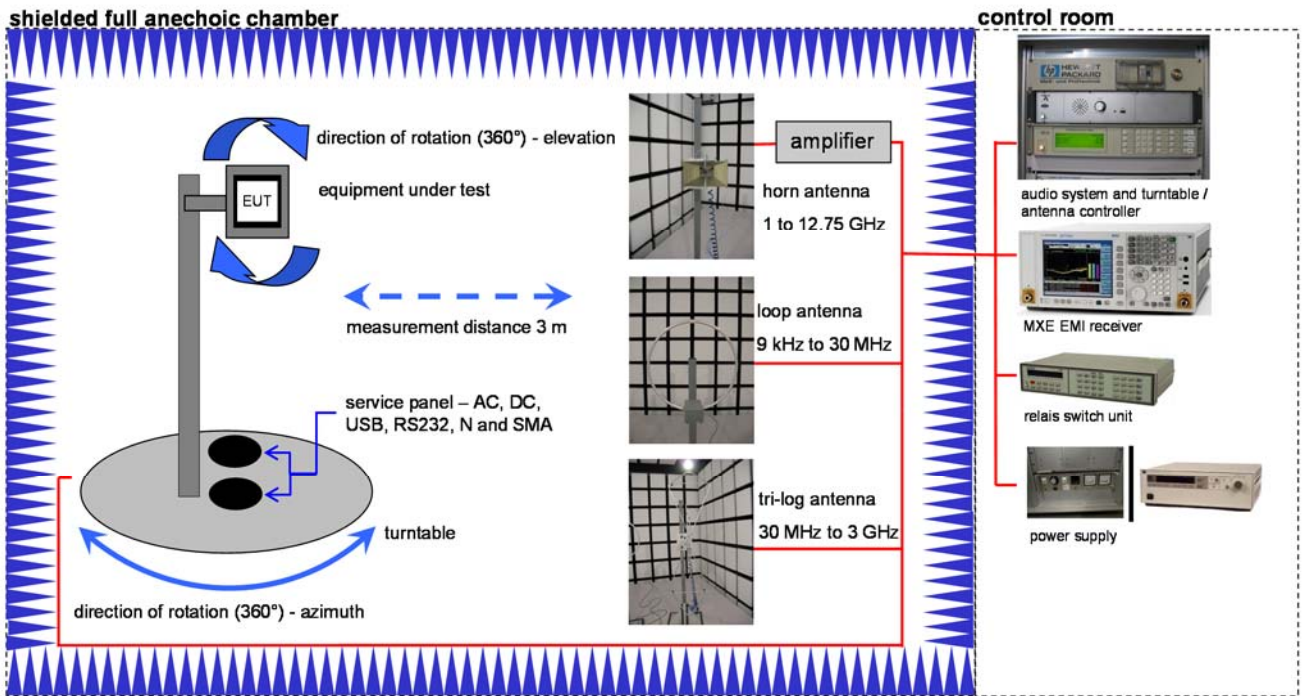 shielded full anechoic chamber
control room
direction of rotation (360°) - elevation
equipment under test
EUT
measurement distance 3 m
service panel – AC, DC,
USB, RS232, N and SMA
turntable
direction of rotation (360°) - azimuth
amplifier
horn antenna
1 to 12.75 GHz
loop antenna
9 kHz to 30 MHz
tri-log antenna
30 MHz to 3 GHz
hp
HEWLETT
PACKARD
audio system and turntable /
antenna controller
MXE EMI receiver
relais switch unit
power supply